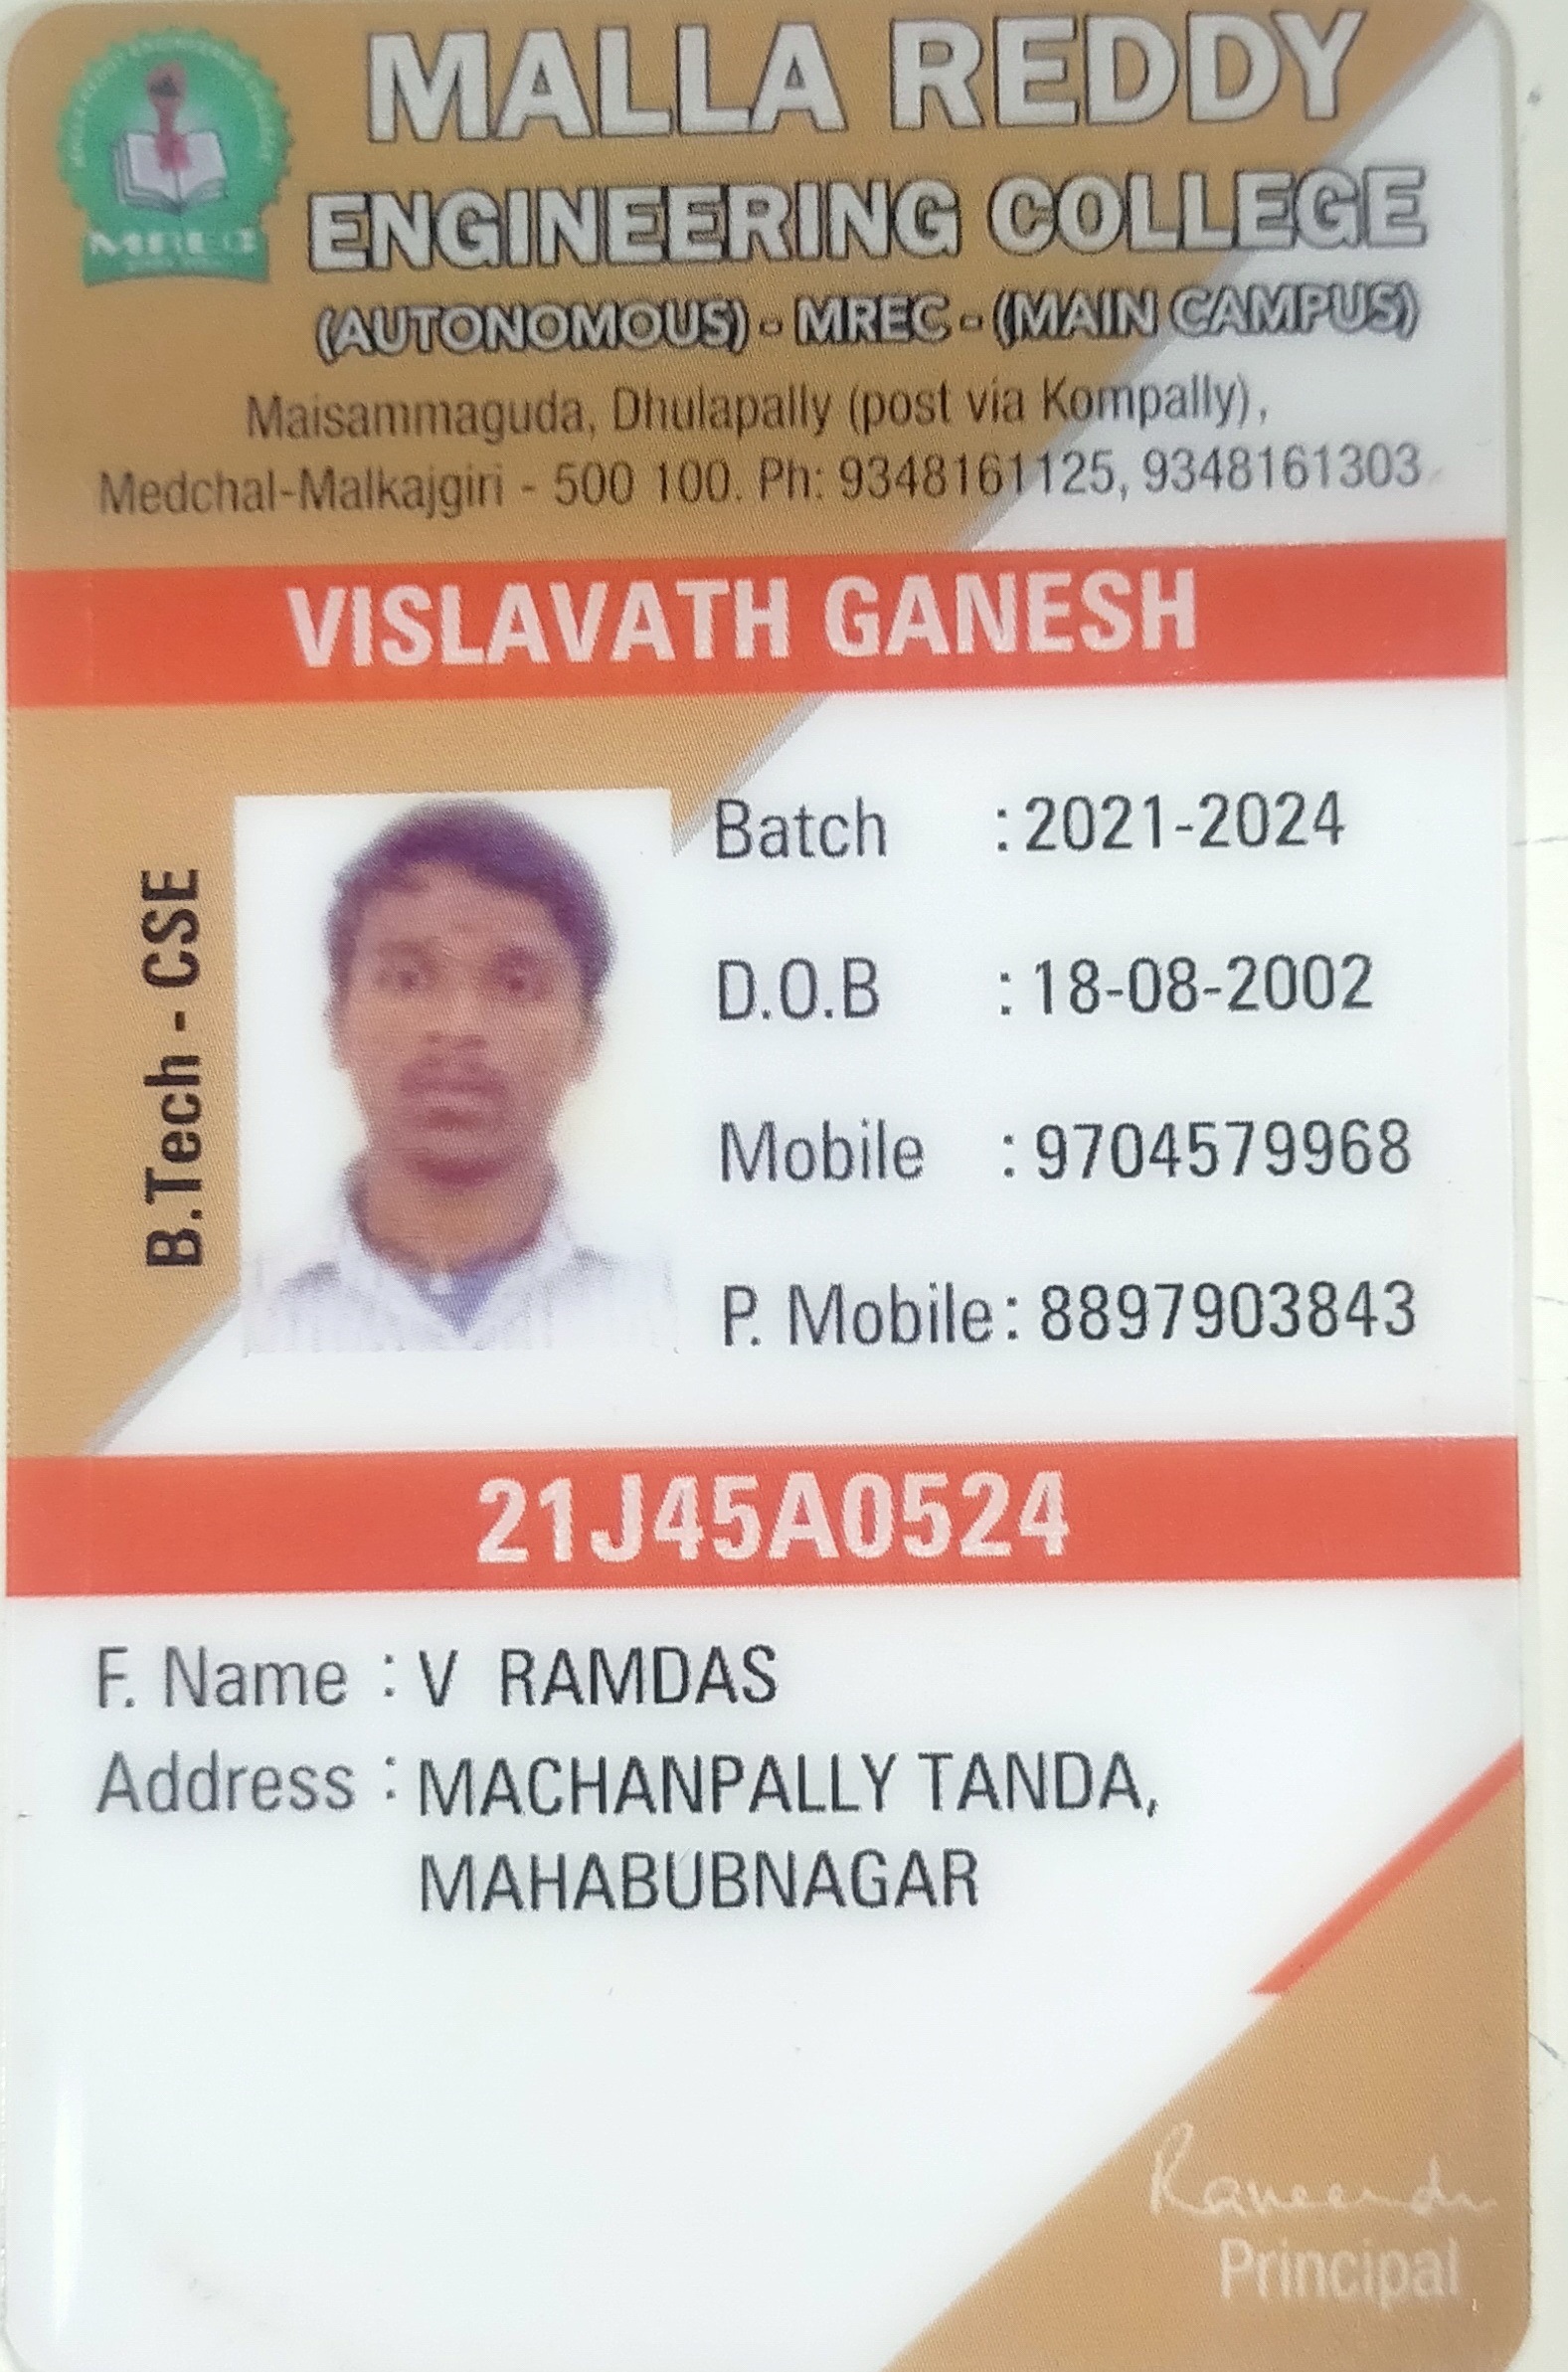 MALLA REDDY
ENGINEERING COLLEGE
(AUTONOMOUS) - MREC - (MAIN CAMPUS)
MREC
Maisammaguda, Dhulapally (post via Kompally),
Medchal-Malkajgiri - 500 100. Ph: 9348161125, 9348161303
VISLAVATH GANESH
B.Tech - CSE
Batch : 2021-2024
D.O.B : 18-08-2002
Mobile : 9704579968
P. Mobile : 8897903843
21J45A0524
F. Name : V RAMDAS
Address : MACHANPALLY TANDA,
MAHABUBNAGAR
Principal